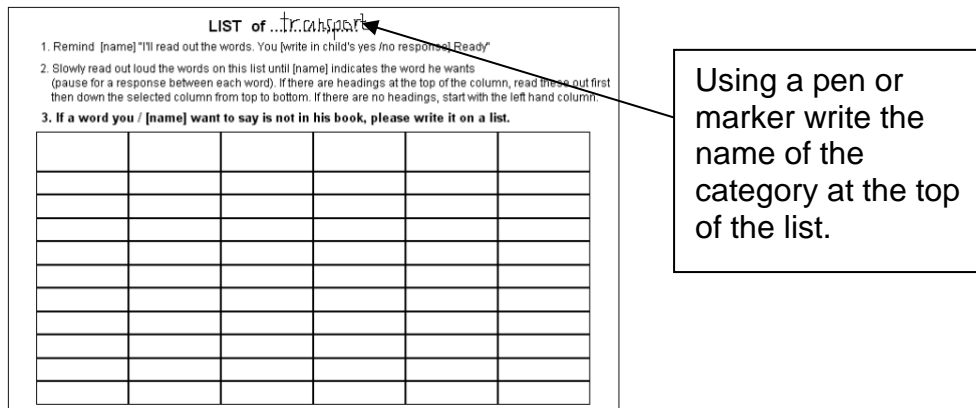 LIST of ...transport
1. Remind [name] "I'll read out the words. You [write in child's yes /no response] Ready"
2. Slowly read out loud the words on this list until [name] indicates the word he wants
(pause for a response between each word). If there are headings at the top of the column, read these out first
then down the selected column from top to bottom. If there are no headings, start with the left hand column.
3. If a word you / [name] want to say is not in his book, please write it on a list.
Using a pen or
marker write the
name of the
category at the top
of the list.